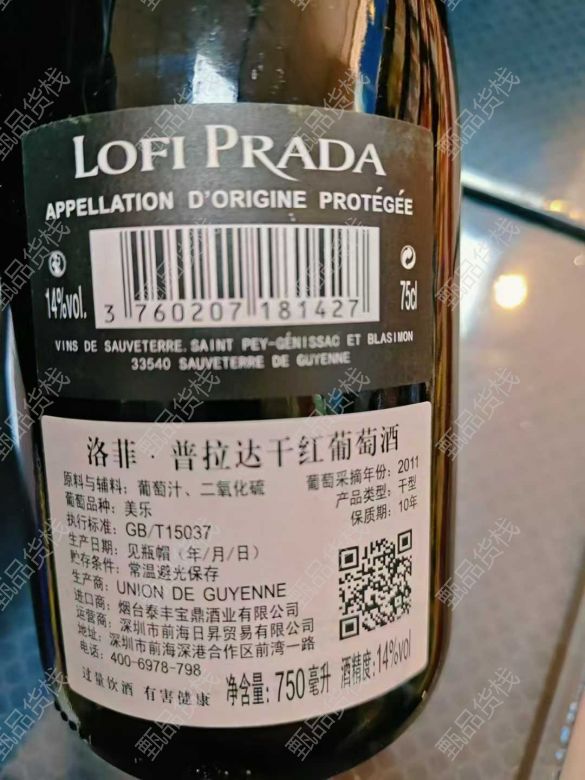 LOFI PRADA
APPELLATION D'ORIGINE PROTÉGÉE
14%vol. 3 760207 181427 75cl
VINS DE SAUVETERRE. SAINT PEY-GÉNISSAC ET BLASIMON
33540 SAUVETERRE DE GUYENNE
洛菲·普拉达干红葡萄酒
原料与辅料:葡萄汁、二氧化硫
葡萄采摘年份:2011
葡萄品种:美乐
产品类型:干型
执行标准:GB/T15037
保质期:10年
生产日期:见瓶帽(年/月/日)
贮存条件:常温避光保存
生产商:UNION DE GUYENNE
进口商:烟台泰丰宝鼎酒业有限公司
运营商:深圳市前海日昇贸易有限公司
地址:深圳市前海深港合作区前湾一路
电话:400-6978-798
过量饮酒 有害健康 净含量:750毫升 酒精度:14%vol
甄品货栈